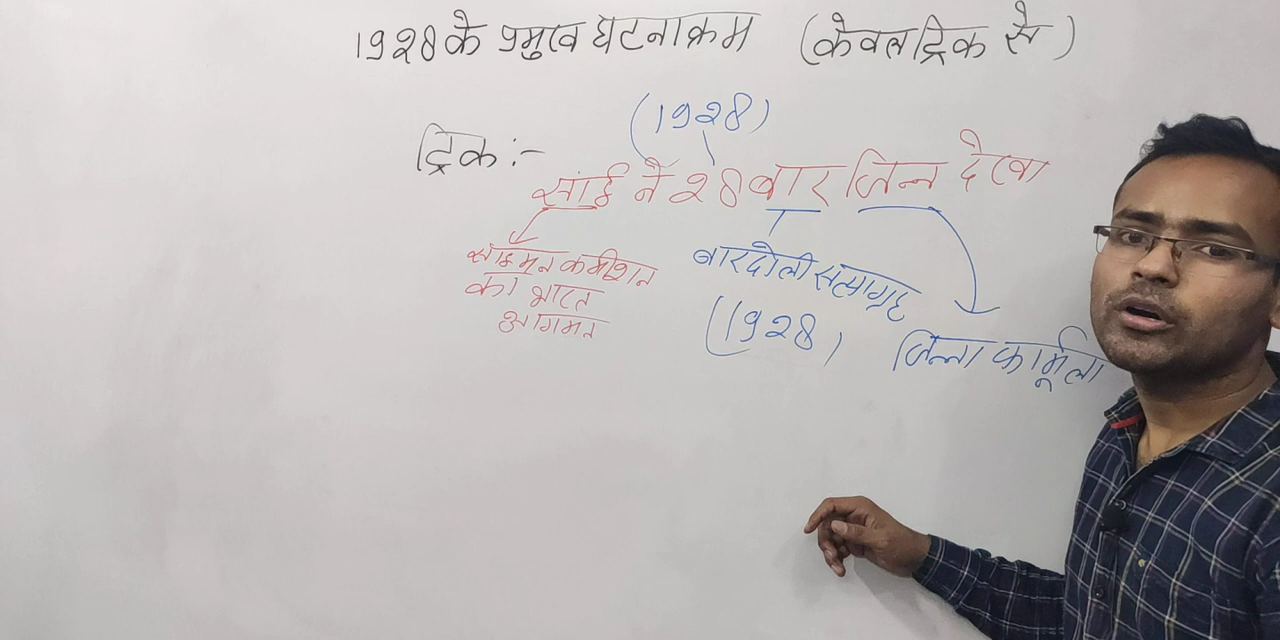 1928 के प्रमुख घटनाक्रम (केवल ट्रिक से)
(1928)
ट्रिक :-
सांई ने 28 बार जिन्न देखा
साइमन कमीशन
का भारत
आगमन
बारदोली सत्याग्रह
(1928)
जिन्ना फार्मूला